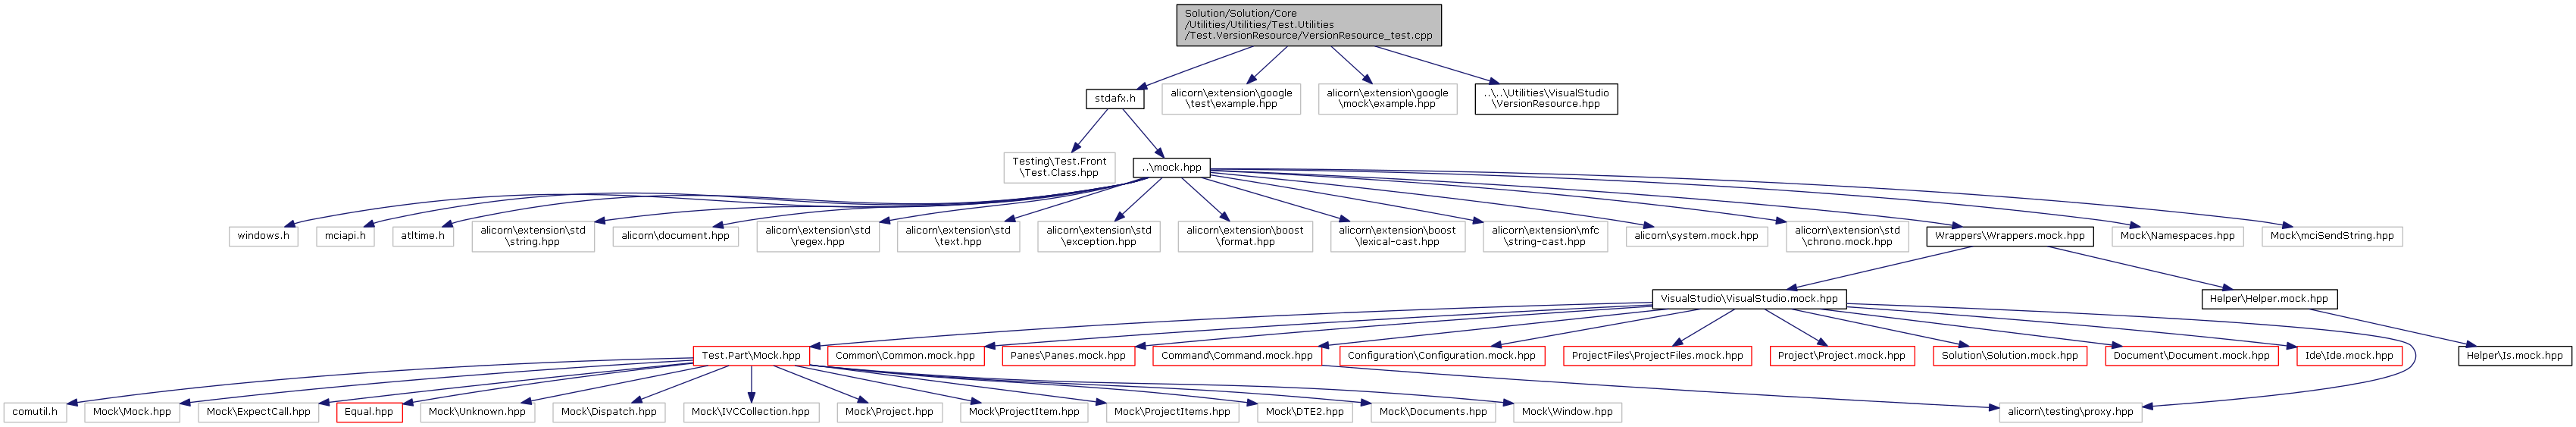 Solution/Solution/Core
/Utilities/Utilities/Test.Utilities
/Test.VersionResource/VersionResource_test.cpp
stdafx.h
alicorn\extension\google
\test\example.hpp
alicorn\extension\google
\mock\example.hpp
..\..\Utilities\VisualStudio
\VersionResource.hpp
Testing\Test.Front
\Test.Class.hpp
..\mock.hpp
windows.h
mciapi.h
atltime.h
alicorn\extension\std
\string.hpp
alicorn\document.hpp
alicorn\extension\std
\regex.hpp
alicorn\extension\std
\text.hpp
alicorn\extension\std
\exception.hpp
alicorn\extension\boost
\format.hpp
alicorn\extension\boost
\lexical-cast.hpp
alicorn\extension\mfc
\string-cast.hpp
alicorn\system.mock.hpp
alicorn\extension\std
\chrono.mock.hpp
Wrappers\Wrappers.mock.hpp
Mock\Namespaces.hpp
Mock\mciSendString.hpp
VisualStudio\VisualStudio.mock.hpp
Helper\Helper.mock.hpp
Test.Part\Mock.hpp
Common\Common.mock.hpp
Panes\Panes.mock.hpp
Command\Command.mock.hpp
Configuration\Configuration.mock.hpp
ProjectFiles\ProjectFiles.mock.hpp
Project\Project.mock.hpp
Solution\Solution.mock.hpp
Document\Document.mock.hpp
Ide\Ide.mock.hpp
Helper\Is.mock.hpp
comutil.h
Mock\Mock.hpp
Mock\ExpectCall.hpp
Equal.hpp
Mock\Unknown.hpp
Mock\Dispatch.hpp
Mock\IVCCollection.hpp
Mock\Project.hpp
Mock\ProjectItem.hpp
Mock\ProjectItems.hpp
Mock\DTE2.hpp
Mock\Documents.hpp
Mock\Window.hpp
alicorn\testing\proxy.hpp